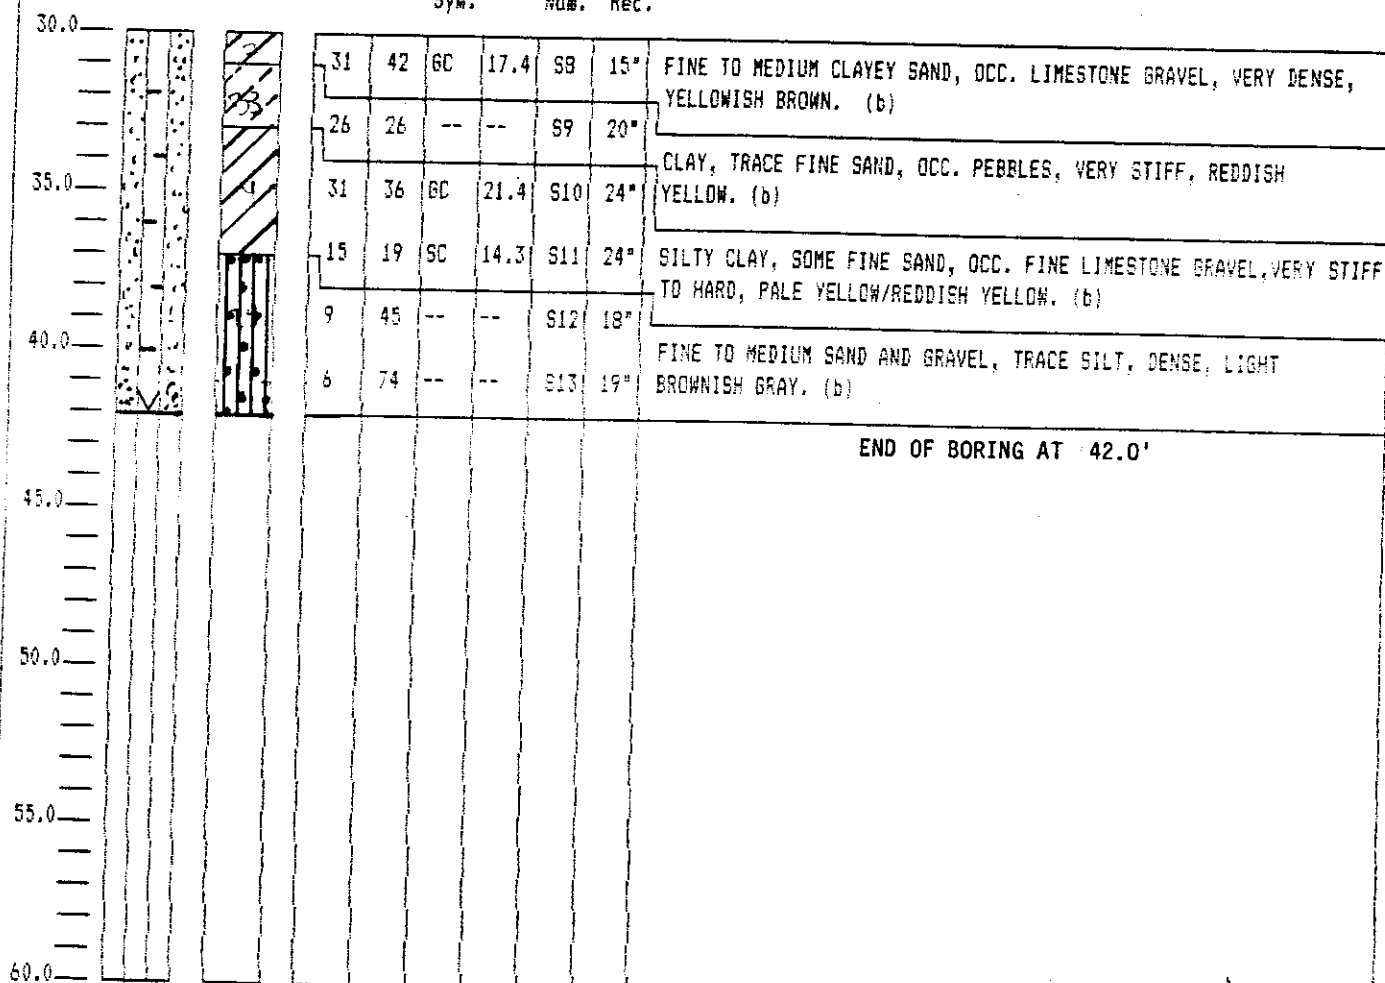 Sym. Num. Rec.
30.0
31 42 GC 17.4 S8 15" FINE TO MEDIUM CLAYEY SAND, OCC. LIMESTONE GRAVEL, VERY DENSE,
YELLOWISH BROWN. (b)
26 26 -- -- S9 20"
CLAY, TRACE FINE SAND, OCC. PEBBLES, VERY STIFF, REDDISH
35.0
31 36 GC 21.4 S10 24" YELLOW. (b)
15 19 SC 14.3 S11 24" SILTY CLAY, SOME FINE SAND, OCC. FINE LIMESTONE GRAVEL, VERY STIFF
TO HARD, PALE YELLOW/REDDISH YELLOW. (b)
9 45 -- -- S12 18"
40.0
FINE TO MEDIUM SAND AND GRAVEL, TRACE SILT, DENSE, LIGHT
6 74 -- -- S13 19" BROWNISH GRAY. (b)
END OF BORING AT 42.0'
45.0
50.0
55.0
60.0